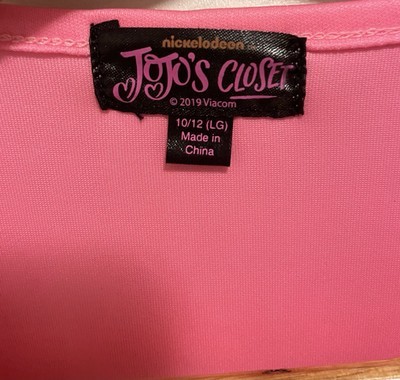 nickelodeon
JOJO'S CLOSET
© 2019 Viacom
10/12 (LG)
Made in
China